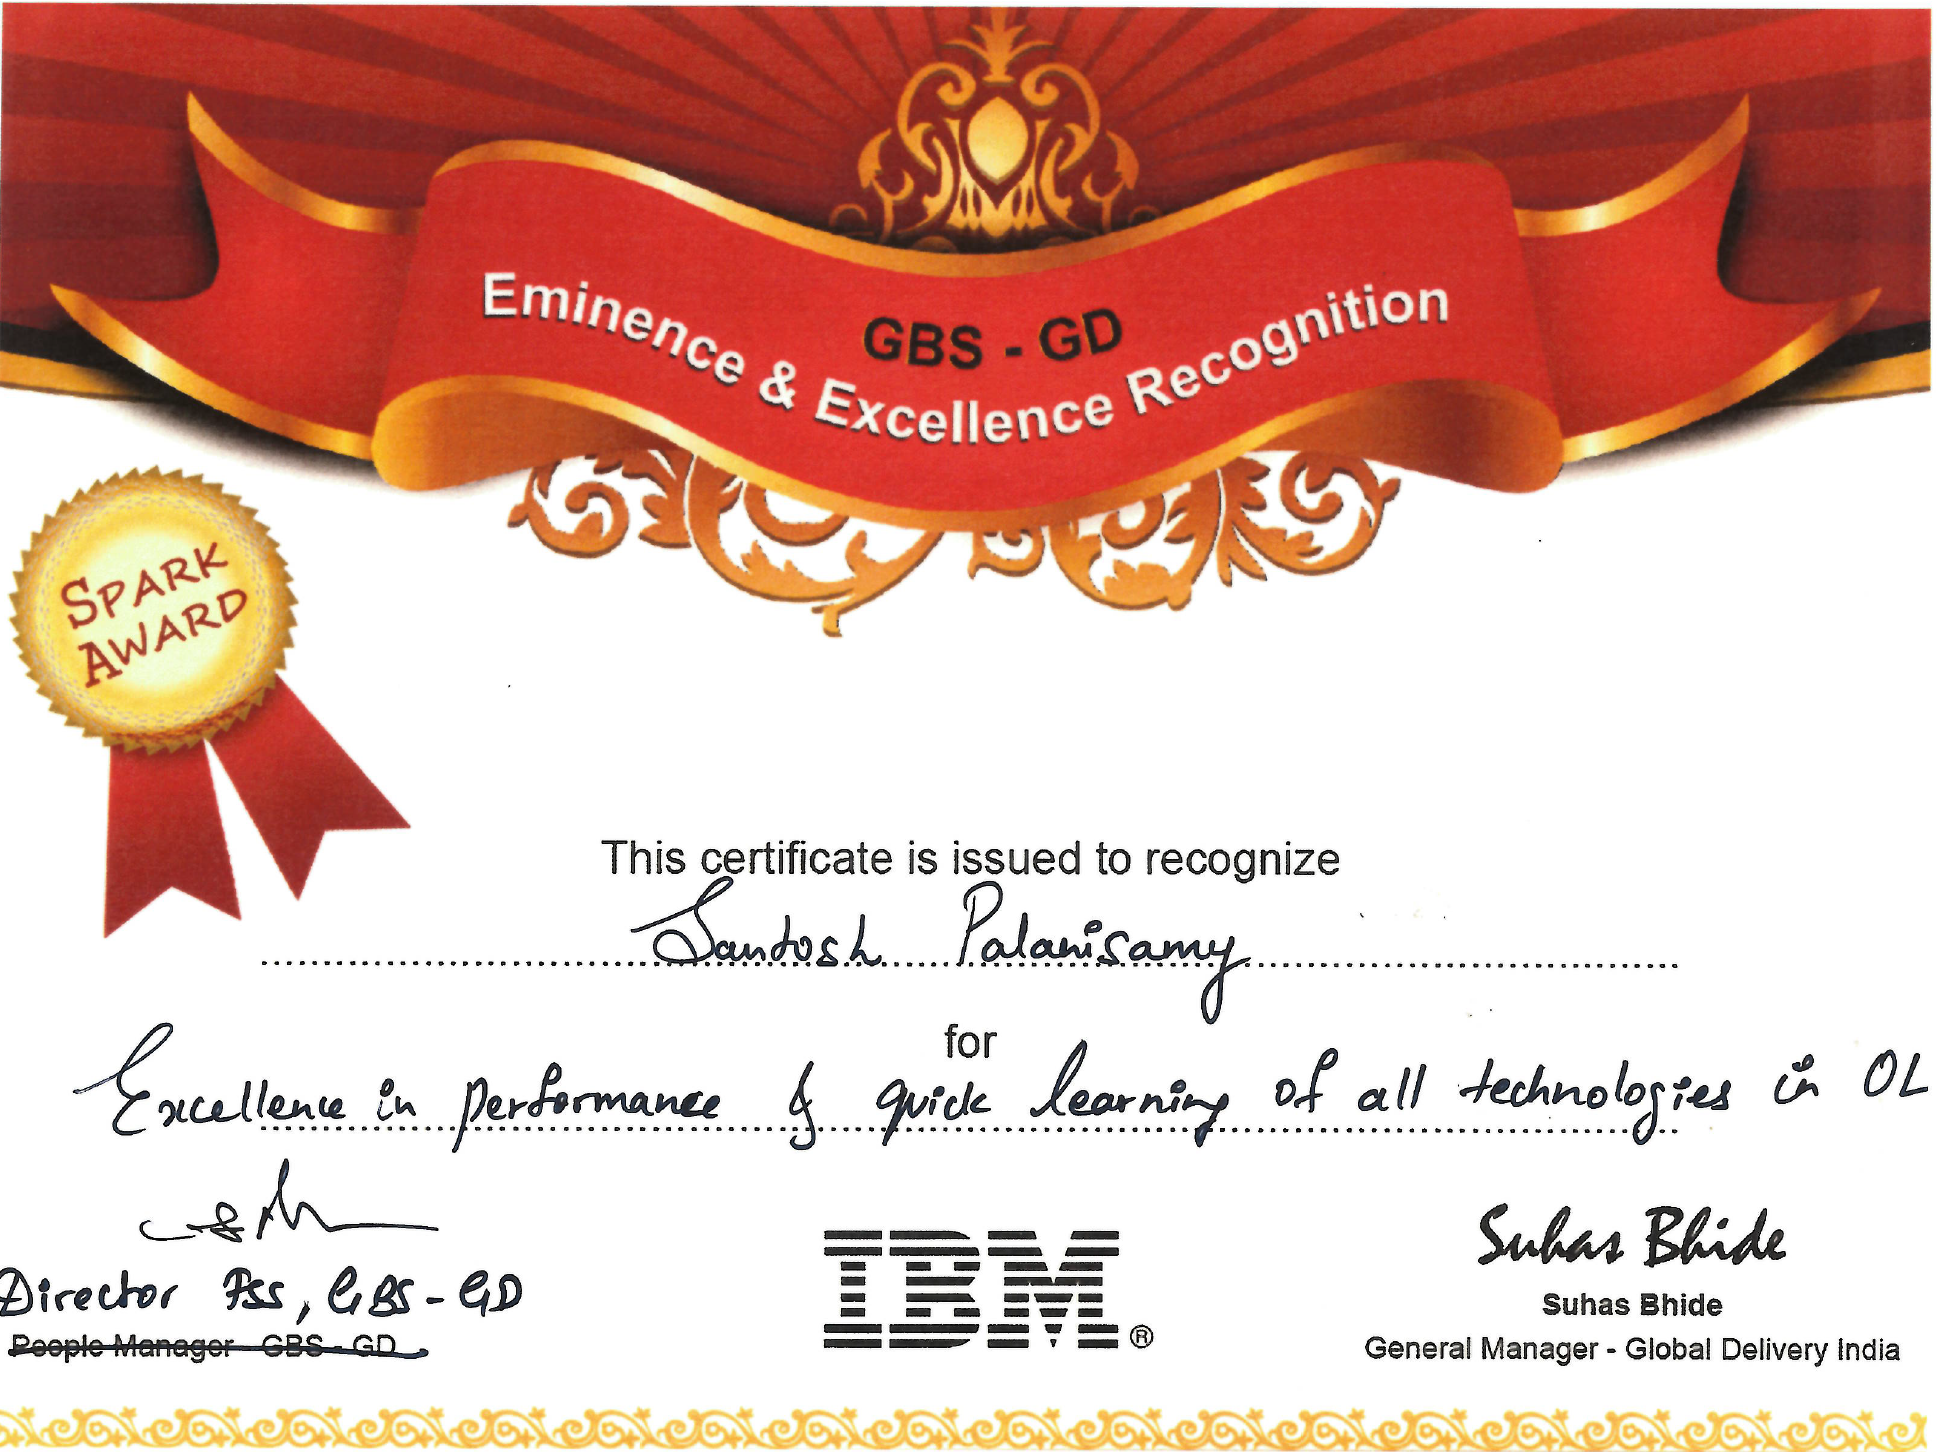 GBS - GD
Eminence & Excellence Recognition
SPARK
AWARD
This certificate is issued to recognize
Santosh Palanisamy
for
Excellence in performance & quick learning of all technologies in OL
Director FSS, GBS - GD
People Manager - GBS - GD
IBM®
Suhas Bhide
Suhas Bhide
General Manager - Global Delivery India